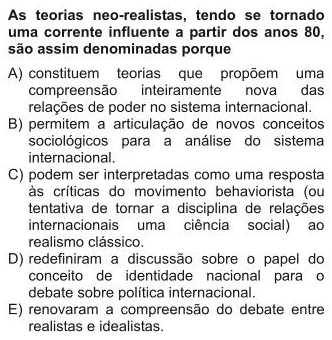 As teorias neo-realistas, tendo se tornado
uma corrente influente a partir dos anos 80,
são assim denominadas porque
A) constituem teorias que propõem uma
compreensão inteiramente nova das
relações de poder no sistema internacional.
B) permitem a articulação de novos conceitos
sociológicos para a análise do sistema
internacional.
C) podem ser interpretadas como uma resposta
às críticas do movimento behaviorista (ou
tentativa de tornar a disciplina de relações
internacionais uma ciência social) ao
realismo clássico.
D) redefiniram a discussão sobre o papel do
conceito de identidade nacional para o
debate sobre política internacional.
E) renovaram a compreensão do debate entre
realistas e idealistas.